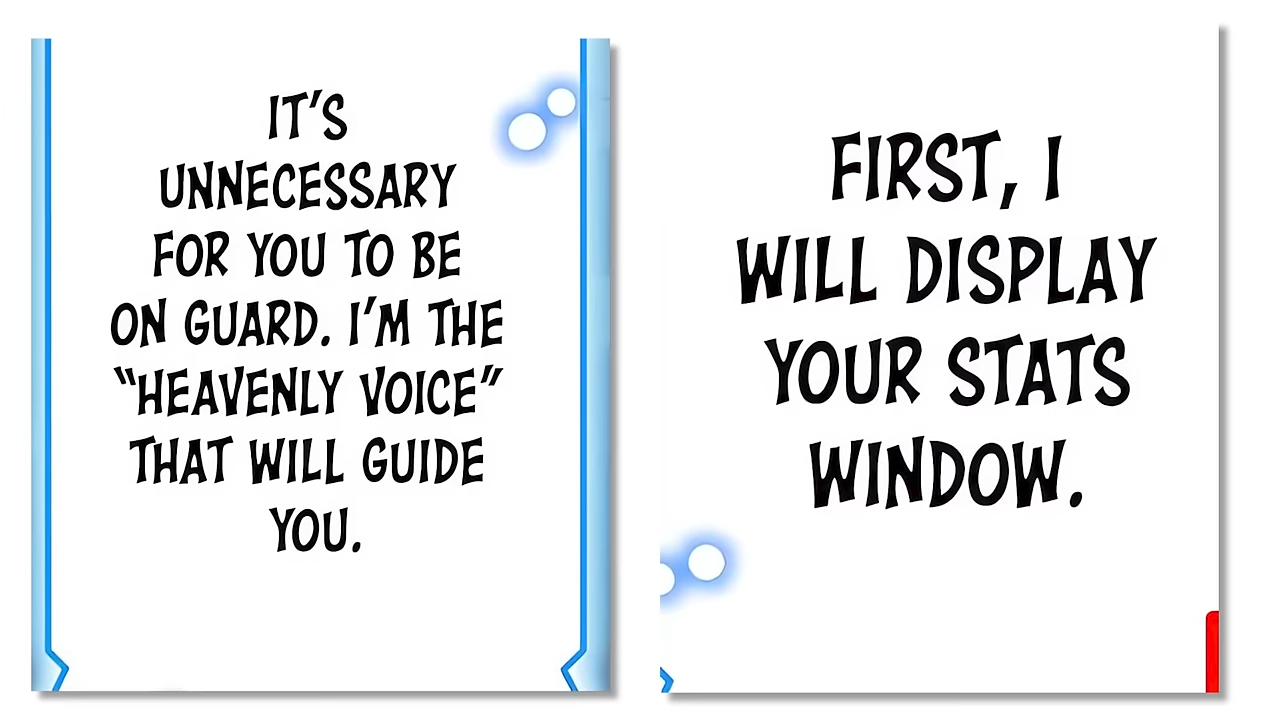 IT'S
UNNECESSARY
FOR YOU TO BE
ON GUARD. I'M THE
"HEAVENLY VOICE"
THAT WILL GUIDE
YOU.
FIRST, I
WILL DISPLAY
YOUR STATS
WINDOW.